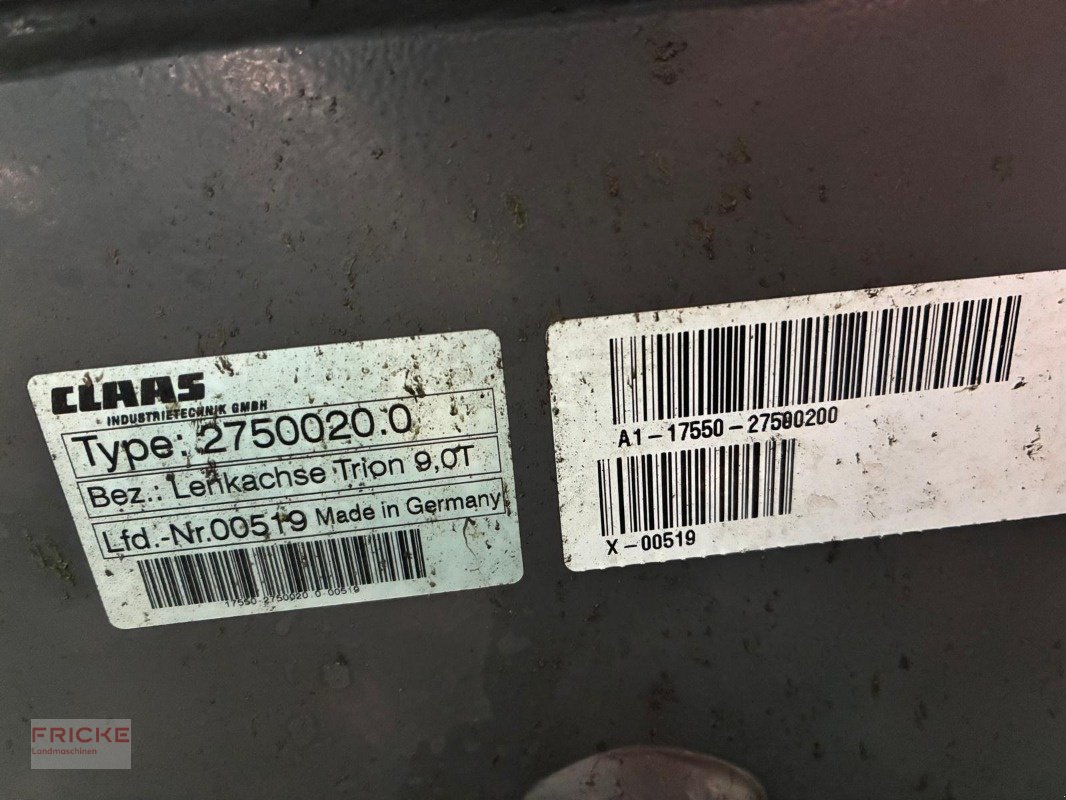 CLAAS
INDUSTRIETECHNIK GMBH
Type: 2750020.0
Bez.: Lenkachse Trion 9,0T
Lfd.-Nr.00519 Made in Germany
17550-2750020.0 00519
A1-17550-27500200
X-00519
FRICKE
Landmaschinen